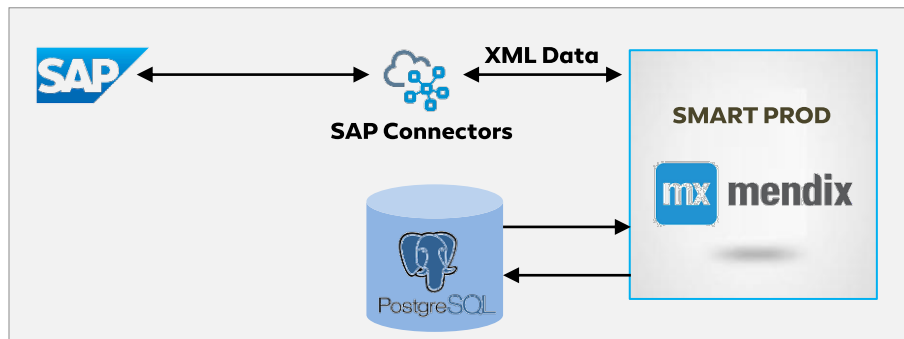 SAP
XML Data
SAP Connectors
SMART PROD
mx mendix
PostgreSQL